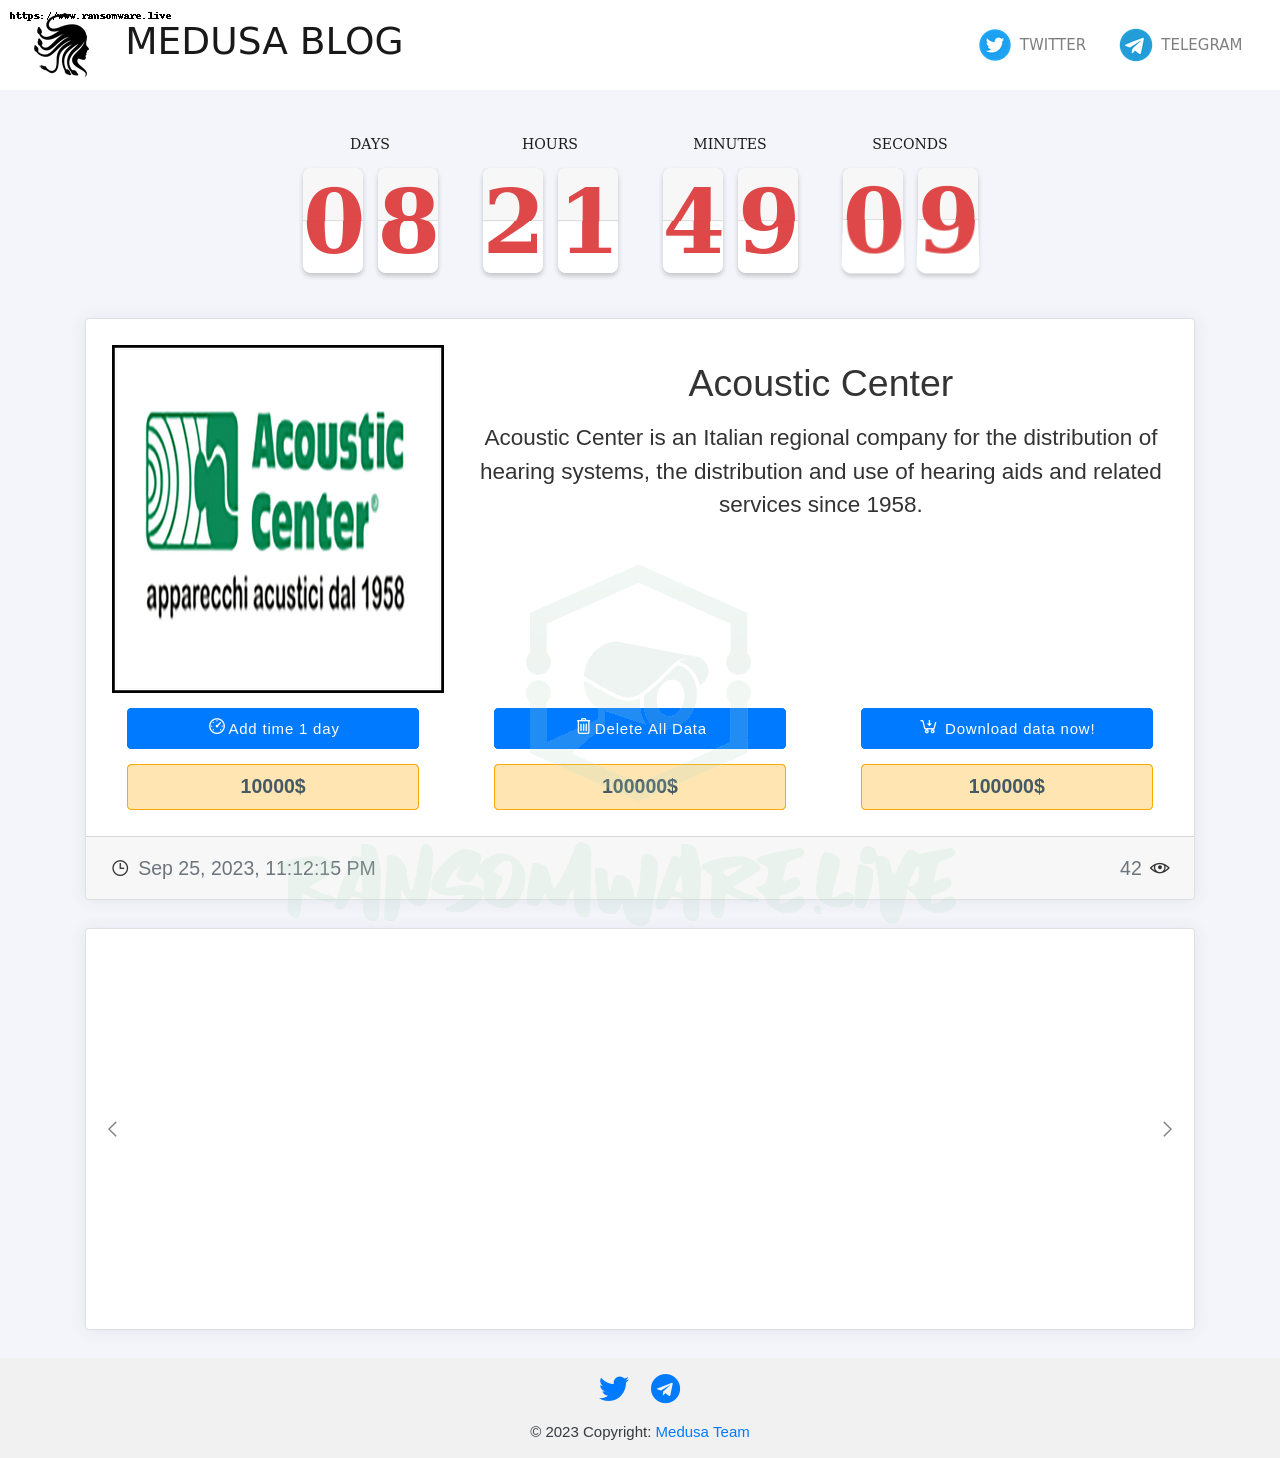 https://www.ransomware.live
MEDUSA BLOG
TWITTER
TELEGRAM
DAYS
HOURS
MINUTES
SECONDS
08
21
49
09
Acoustic
Center®
apparecchi acustici dal 1958
Acoustic Center
Acoustic Center is an Italian regional company for the distribution of
hearing systems, the distribution and use of hearing aids and related
services since 1958.
Add time 1 day
Delete All Data
Download data now!
10000$
100000$
100000$
Sep 25, 2023, 11:12:15 PM
42
RANSOMWARE.LIVE
© 2023 Copyright: Medusa Team